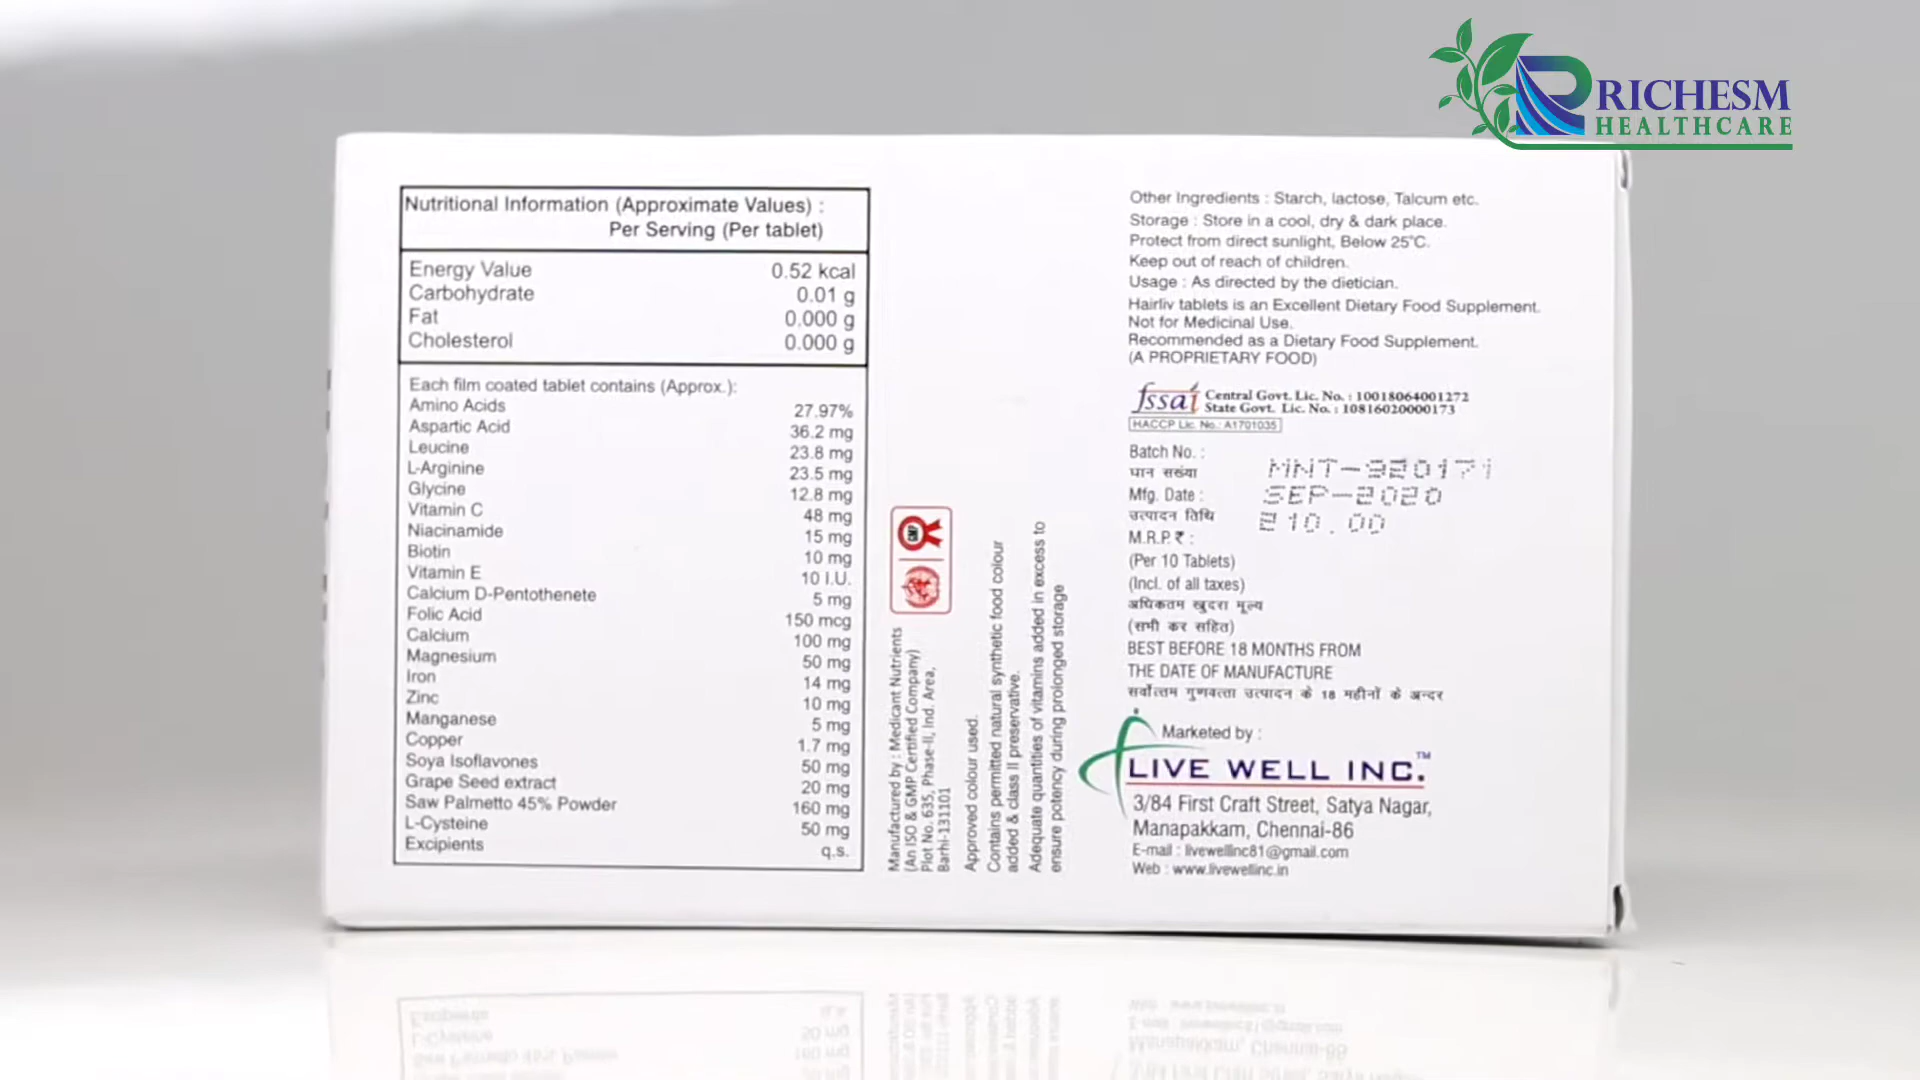 RICHESM
HEALTHCARE
Nutritional Information (Approximate Values) :
Per Serving (Per tablet)
Energy Value 0.52 kcal
Carbohydrate 0.01 g
Fat 0.000 g
Cholesterol 0.000 g
Each film coated tablet contains (Approx.):
Amino Acids 27.97%
Aspartic Acid 36.2 mg
Leucine 23.8 mg
L-Arginine 23.5 mg
Glycine 12.8 mg
Vitamin C 48 mg
Niacinamide 15 mg
Biotin 10 mg
Vitamin E 10 I.U.
Calcium D-Pentothenete 5 mg
Folic Acid 150 mcg
Calcium 100 mg
Magnesium 50 mg
Iron 14 mg
Zinc 10 mg
Manganese 5 mg
Copper 1.7 mg
Soya Isoflavones 50 mg
Grape Seed extract 20 mg
Saw Palmetto 45% Powder 160 mg
L-Cysteine 50 mg
Excipients q.s.
GMP
Manufactured by : Medicant Nutrients
(An ISO & GMP Certified Company)
Plot No. 635, Phase-II, Ind. Area,
Barhi-131101
Approved colour used.
Contains permitted natural synthetic food colour
added & class II preservative.
Adequate quantities of vitamins added in excess to
ensure potency during prolonged storage
Other Ingredients : Starch, lactose, Talcum etc.
Storage : Store in a cool, dry & dark place.
Protect from direct sunlight, Below 25°C.
Keep out of reach of children.
Usage : As directed by the dietician.
Hairliv tablets is an Excellent Dietary Food Supplement.
Not for Medicinal Use.
Recommended as a Dietary Food Supplement.
(A PROPRIETARY FOOD)
fssai Central Govt. Lic. No. : 10018064001272
State Govt. Lic. No. : 10816020000173
HACCP Lic. No.: A1701035
Batch No. : MNT-920171
घान सख्या
Mfg. Date : SEP-2020
उत्पादन तिथि 210.00
M.R.P. ₹ :
(Per 10 Tablets)
(Incl. of all taxes)
अधिकतम खुदरा मूल्य
(सभी कर सहित)
BEST BEFORE 18 MONTHS FROM
THE DATE OF MANUFACTURE
सर्वोत्तम गुणवत्ता उत्पादन के 18 महीनों के अन्दर
Marketed by :
LIVE WELL INC.™
3/84 First Craft Street, Satya Nagar,
Manapakkam, Chennai-86
E-mail : livewellinc81@gmail.com
Web : www.livewellinc.in